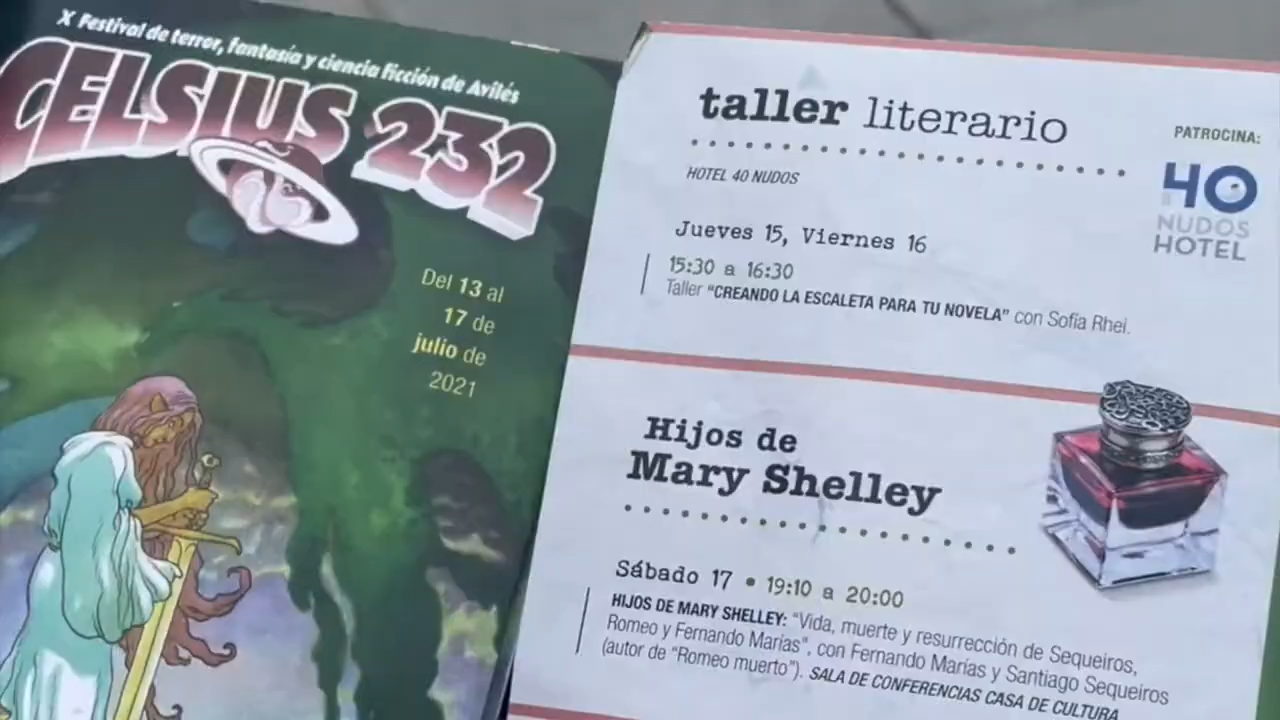 X Festival de terror, fantasía y ciencia ficción de Avilés
CELSIUS 232
Del 13 al
17 de
julio de
2021
taller literario
PATROCINA:
40
NUDOS
HOTEL
HOTEL 40 NUDOS
Jueves 15, Viernes 16
15:30 a 16:30
Taller "CREANDO LA ESCALETA PARA TU NOVELA" con Sofía Rhei.
Hijos de
Mary Shelley
Sábado 17 • 19:10 a 20:00
HIJOS DE MARY SHELLEY: "Vida, muerte y resurrección de Sequeiros,
Romeo y Fernando Marías", con Fernando Marías y Santiago Sequeiros
(autor de "Romeo muerto"). SALA DE CONFERENCIAS CASA DE CULTURA